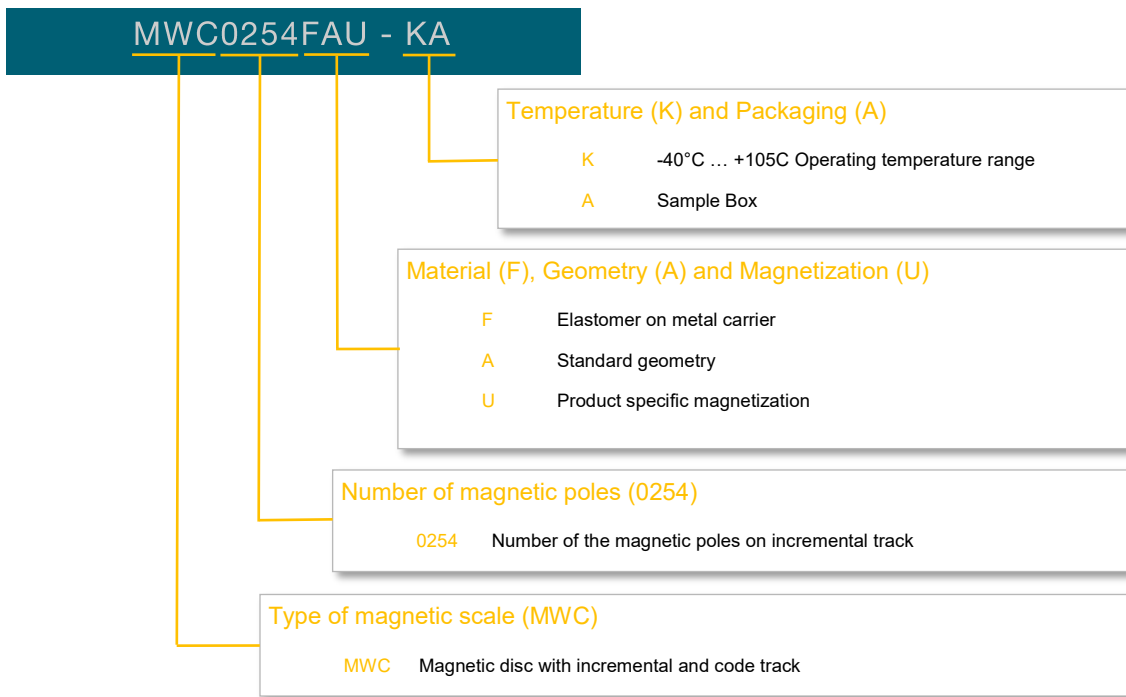 MWC0254FAU - KA
Temperature (K) and Packaging (A)
K -40°C … +105C Operating temperature range
A Sample Box
Material (F), Geometry (A) and Magnetization (U)
F Elastomer on metal carrier
A Standard geometry
U Product specific magnetization
Number of magnetic poles (0254)
0254 Number of the magnetic poles on incremental track
Type of magnetic scale (MWC)
MWC Magnetic disc with incremental and code track